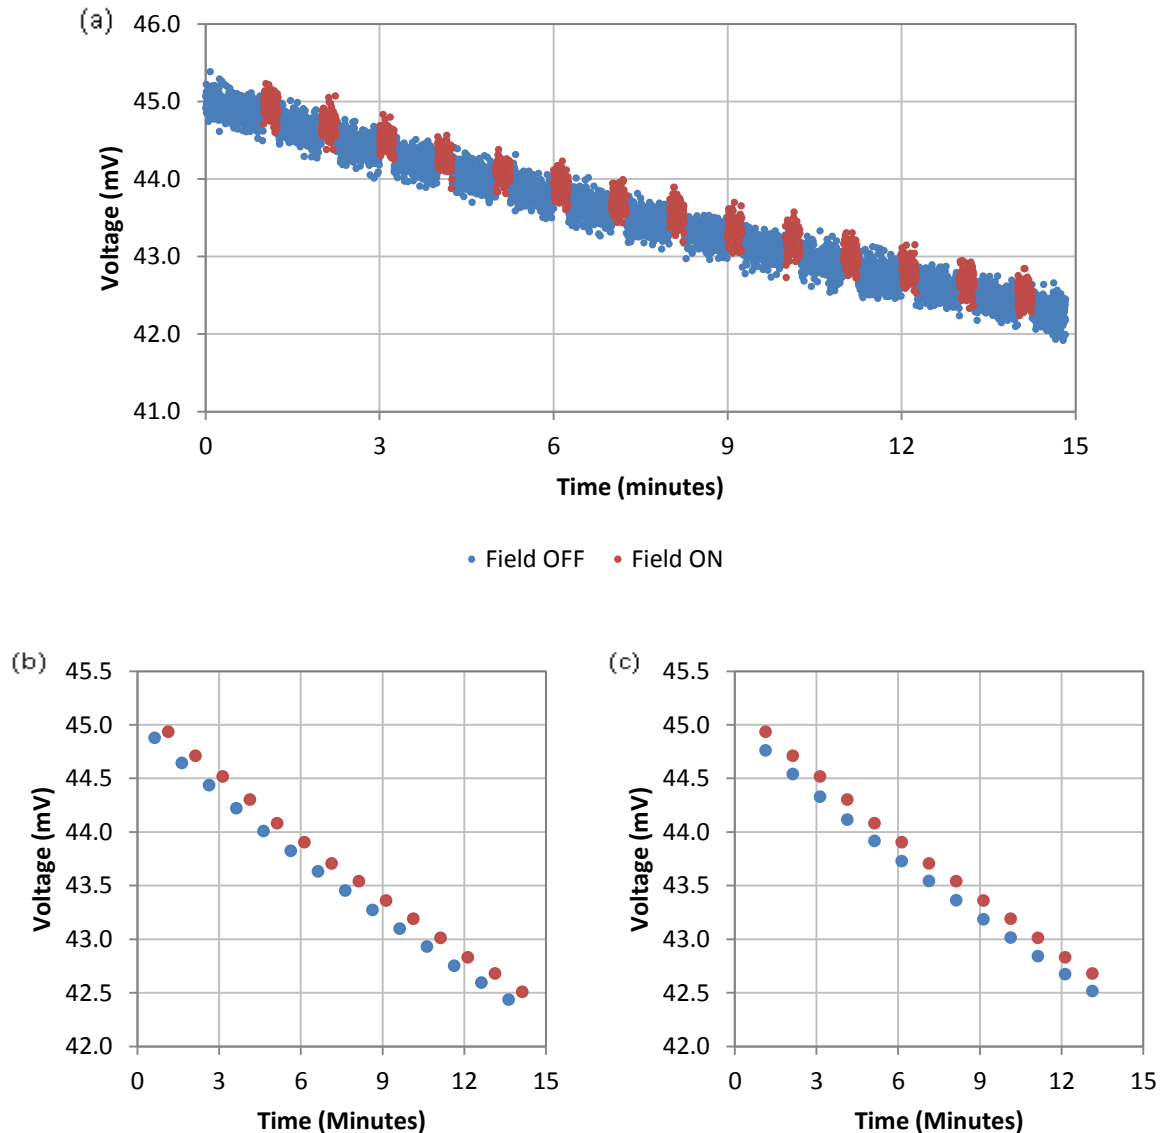 (a)
46.0
45.0
44.0
43.0
42.0
41.0
Voltage (mV)
0 3 6 9 12 15
Time (minutes)
Field OFF Field ON
(b)
45.5
45.0
44.5
44.0
43.5
43.0
42.5
42.0
Voltage (mV)
0 3 6 9 12 15
Time (Minutes)
(c)
45.5
45.0
44.5
44.0
43.5
43.0
42.5
42.0
Voltage (mV)
0 3 6 9 12 15
Time (Minutes)